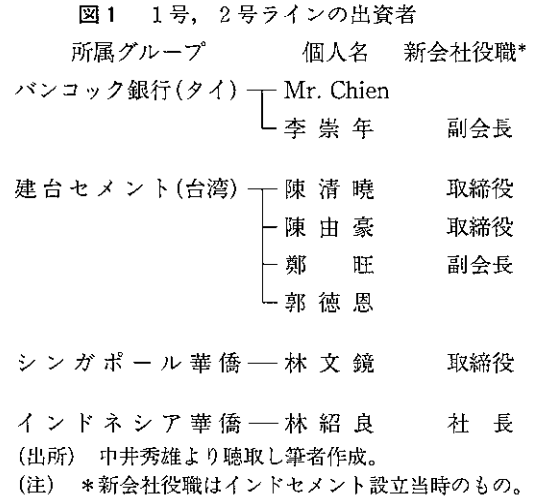 図1 1号，2号ラインの出資者
所属グループ 個人名 新会社役職*
バンコック銀行(タイ) Mr. Chien
李崇年 副会長
建台セメント(台湾) 陳清曉 取締役
陳由豪 取締役
鄭旺 副会長
郭徳恩
シンガポール華僑 林文鏡 取締役
インドネシア華僑 林紹良 社長
(出所) 中井秀雄より聴取し筆者作成。
(注) *新会社役職はインドセメント設立当時のもの。